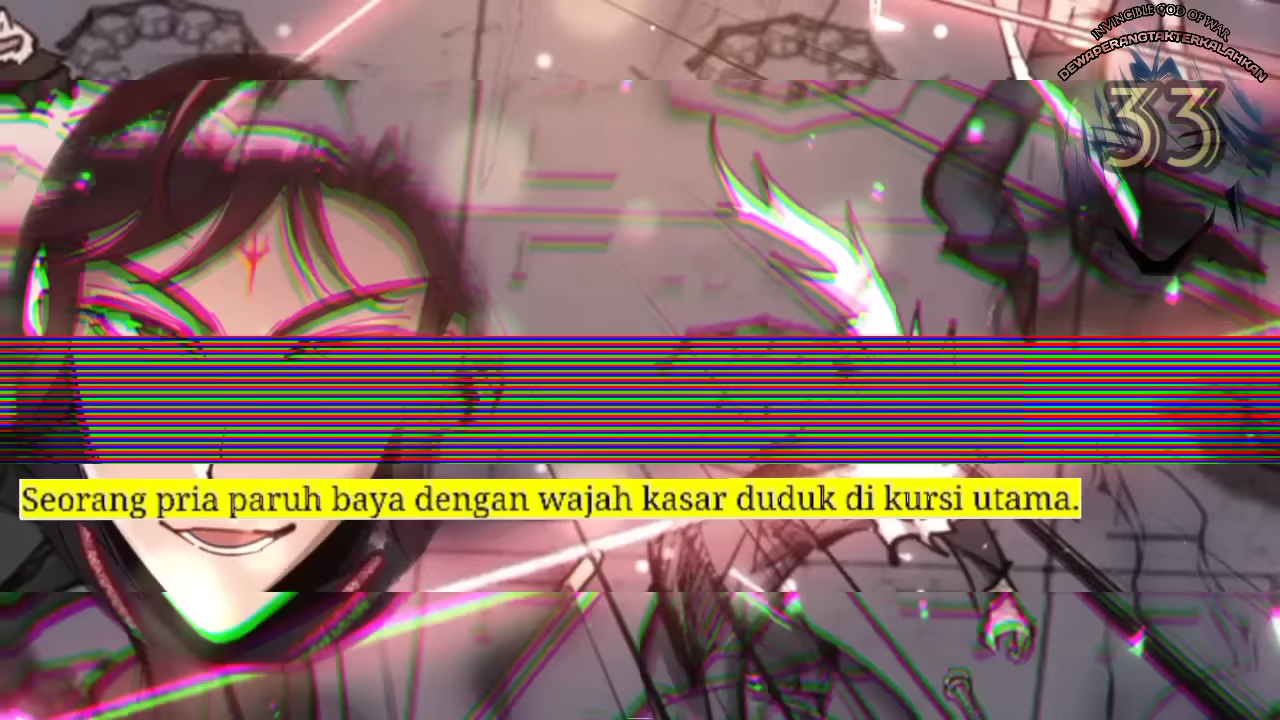 INVINCIBLE GOD OF WAR
DEWAPERANGTAKTERKALAHKAN
33
Seorang pria paruh baya dengan wajah kasar duduk di kursi utama.